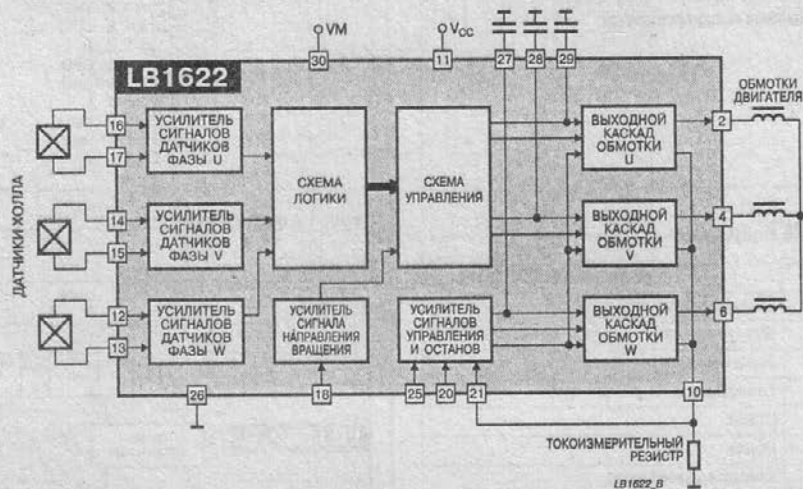 VM
VCC
30
11
27
28
29
LB1622
ОБМОТКИ
ДВИГАТЕЛЯ
ДАТЧИКИ ХОЛЛА
16
17
УСИЛИТЕЛЬ
СИГНАЛОВ
ДАТЧИКОВ
ФАЗЫ U
СХЕМА
ЛОГИКИ
СХЕМА
УПРАВЛЕНИЯ
ВЫХОДНОЙ
КАСКАД
ОБМОТКИ
U
2
14
15
УСИЛИТЕЛЬ
СИГНАЛОВ
ДАТЧИКОВ
ФАЗЫ V
ВЫХОДНОЙ
КАСКАД
ОБМОТКИ
V
4
12
13
УСИЛИТЕЛЬ
СИГНАЛОВ
ДАТЧИКОВ
ФАЗЫ W
УСИЛИТЕЛЬ
СИГНАЛА
НАПРАВЛЕНИЯ
ВРАЩЕНИЯ
УСИЛИТЕЛЬ
СИГНАЛОВ
УПРАВЛЕНИЯ
И ОСТАНОВ
ВЫХОДНОЙ
КАСКАД
ОБМОТКИ
W
6
26
18
25
20
21
10
ТОКОИЗМЕРИТЕЛЬНЫЙ
РЕЗИСТР
LB1622_B